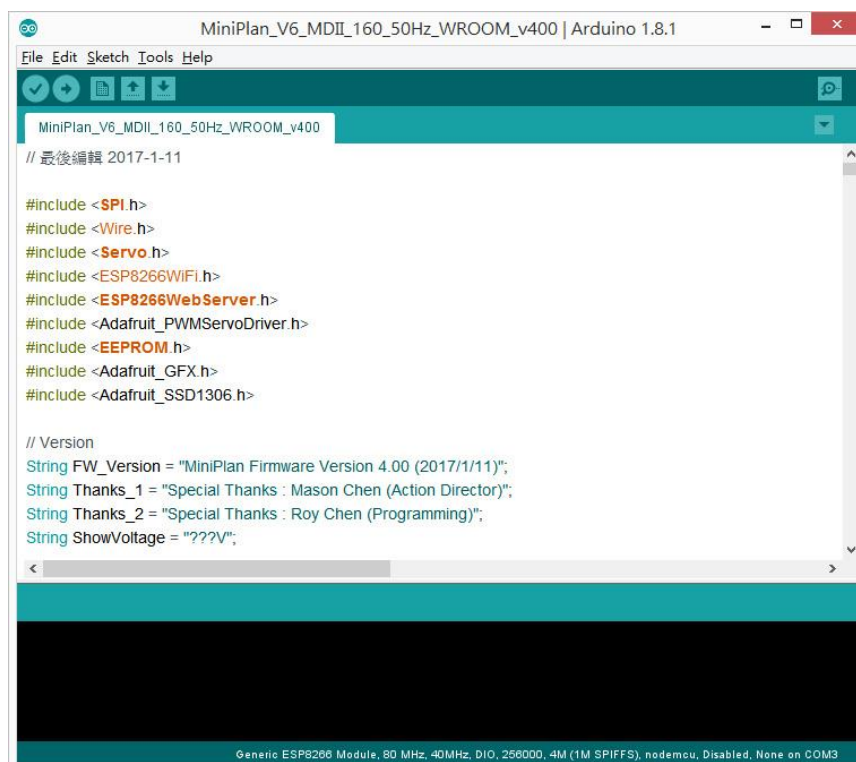 MiniPlan_V6_MDII_160_50Hz_WROOM_v400 | Arduino 1.8.1
File Edit Sketch Tools Help
MiniPlan_V6_MDII_160_50Hz_WROOM_v400
// 最後編輯 2017-1-11
#include <SPI.h>
#include <Wire.h>
#include <Servo.h>
#include <ESP8266WiFi.h>
#include <ESP8266WebServer.h>
#include <Adafruit_PWMServoDriver.h>
#include <EEPROM.h>
#include <Adafruit_GFX.h>
#include <Adafruit_SSD1306.h>
// Version
String FW_Version = "MiniPlan Firmware Version 4.00 (2017/1/11)";
String Thanks_1 = "Special Thanks : Mason Chen (Action Director)";
String Thanks_2 = "Special Thanks : Roy Chen (Programming)";
String ShowVoltage = "???V";
Generic ESP8266 Module, 80 MHz, 40MHz, DIO, 256000, 4M (1M SPIFFS), nodemcu, Disabled, None on COM3